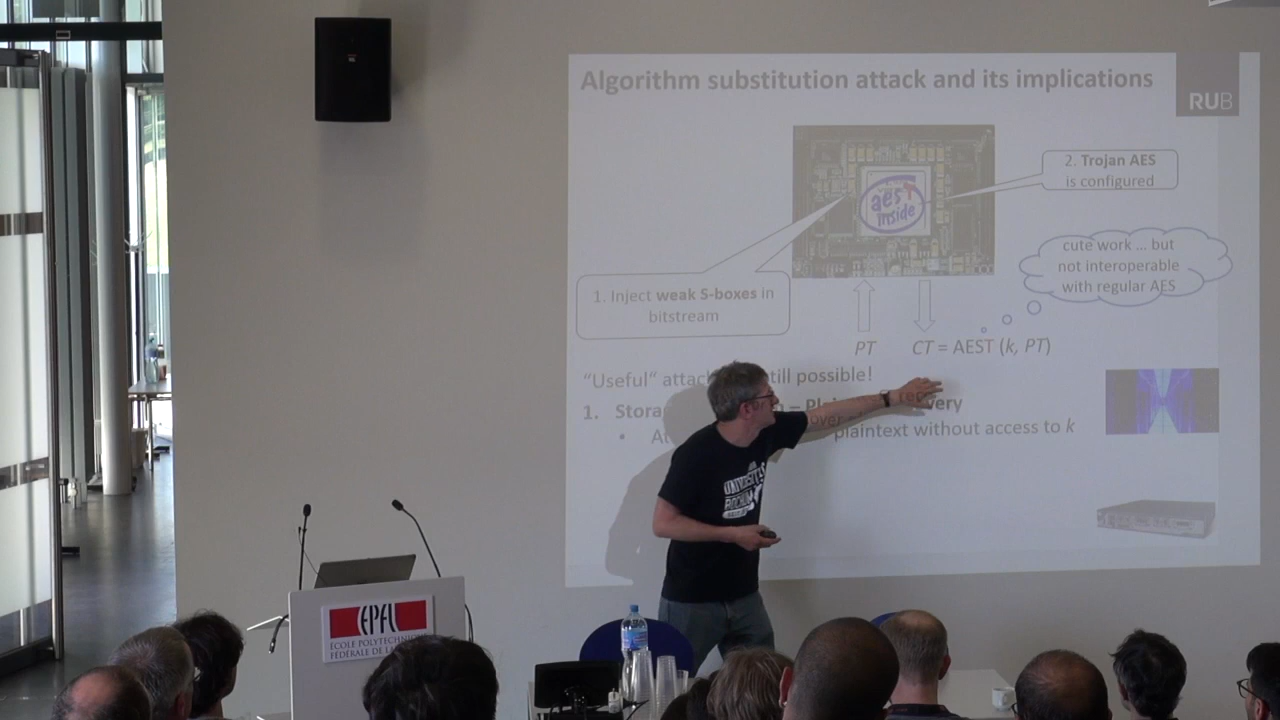 Algorithm substitution attack and its implications
RUB
2. Trojan AES
is configured
aes
inside
cute work ... but
not interoperable
with regular AES
1. Inject weak S-boxes in
bitstream
PT
CT = AEST (k, PT)
"Useful" still possible!
1.
• plaintext without access to k
UNIVERSITY
BOCHUM
EPFL
ÉCOLE POLYTECHNIQUE
FÉDÉRALE DE